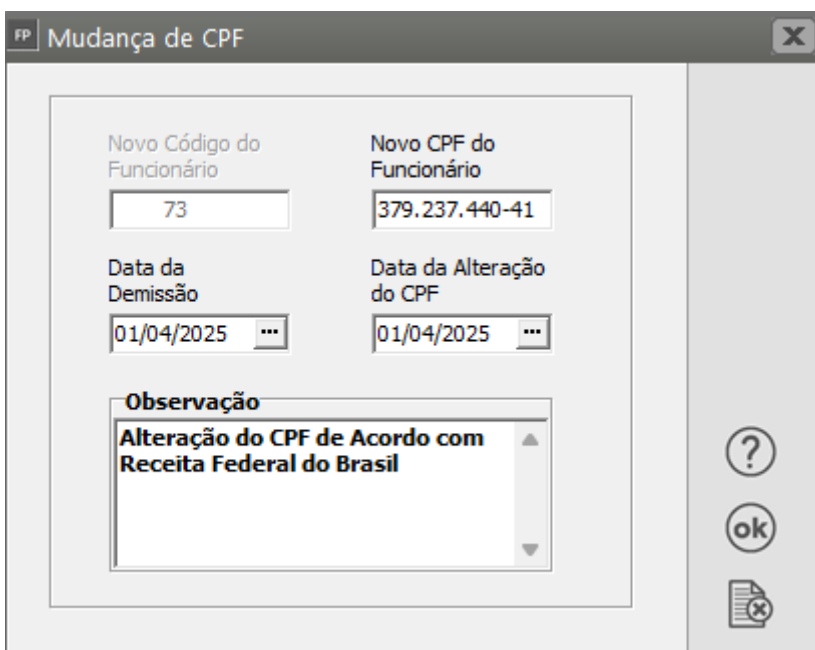 FP Mudança de CPF
Novo Código do
Funcionário
73
Novo CPF do
Funcionário
379.237.440-41
Data da
Demissão
01/04/2025 ...
Data da Alteração
do CPF
01/04/2025 ...
Observação
Alteração do CPF de Acordo com
Receita Federal do Brasil
?
ok